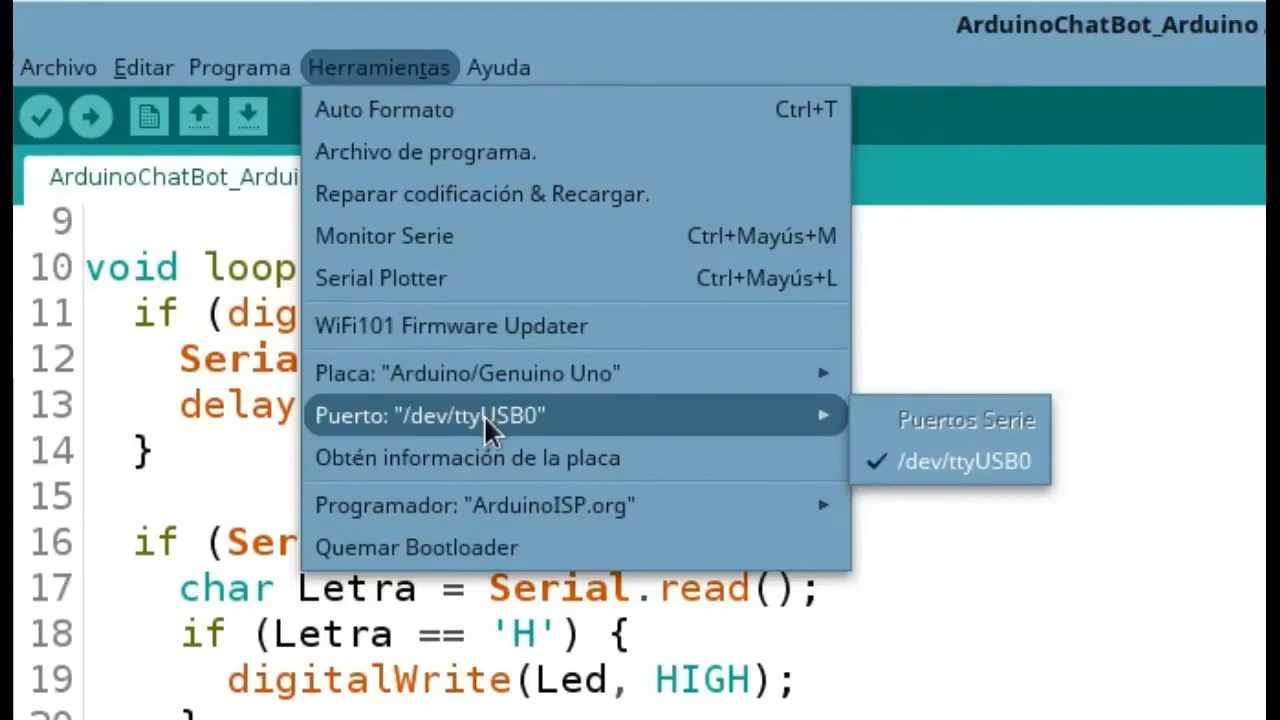 ArduinoChatBot_Arduino
Archivo Editar Programa Herramientas Ayuda
Auto Formato Ctrl+T
Archivo de programa.
Reparar codificación & Recargar.
Monitor Serie Ctrl+Mayús+M
Serial Plotter Ctrl+Mayús+L
WiFi101 Firmware Updater
Placa: "Arduino/Genuino Uno"
Puerto: "/dev/ttyUSB0"
Obtén información de la placa
Programador: "ArduinoISP.org"
Quemar Bootloader
Puertos Serie
/dev/ttyUSB0
ArduinoChatBot_Ardui
9
10 void loop
11 if (dig
12 Seria
13 delay
14 }
15
16 if (Ser
17 char Letra = Serial.read();
18 if (Letra == 'H') {
19 digitalWrite(Led, HIGH);